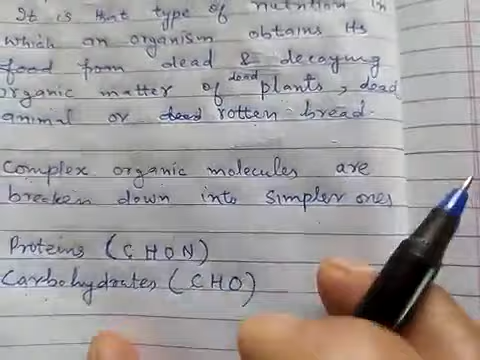 It is that type of nutrition in
which an organism obtains its
food from dead & decaying
organic matter of dead plants, dead
animal or dead rotten bread.
Complex organic molecules are
breaken down into simpler ones
Proteins (CHON)
Carbohydrates (CHO)